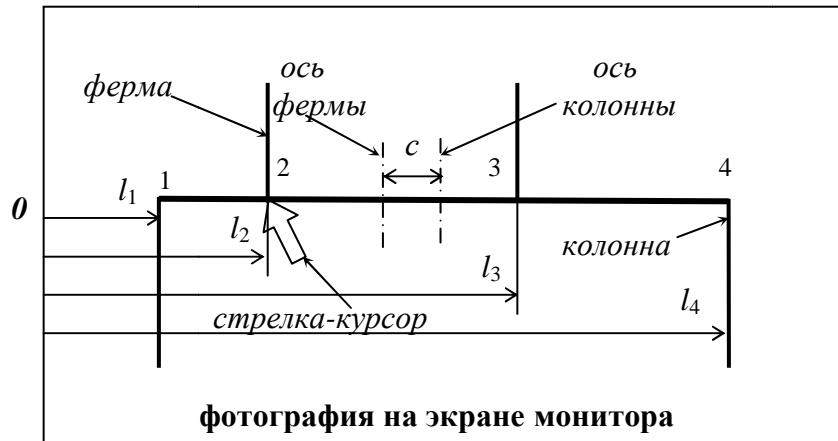 ось
ось
ферма
фермы
колонны
c
1
2
3
4
0
l1
l2
l3
колонна
l4
стрелка-курсор
фотография на экране монитора